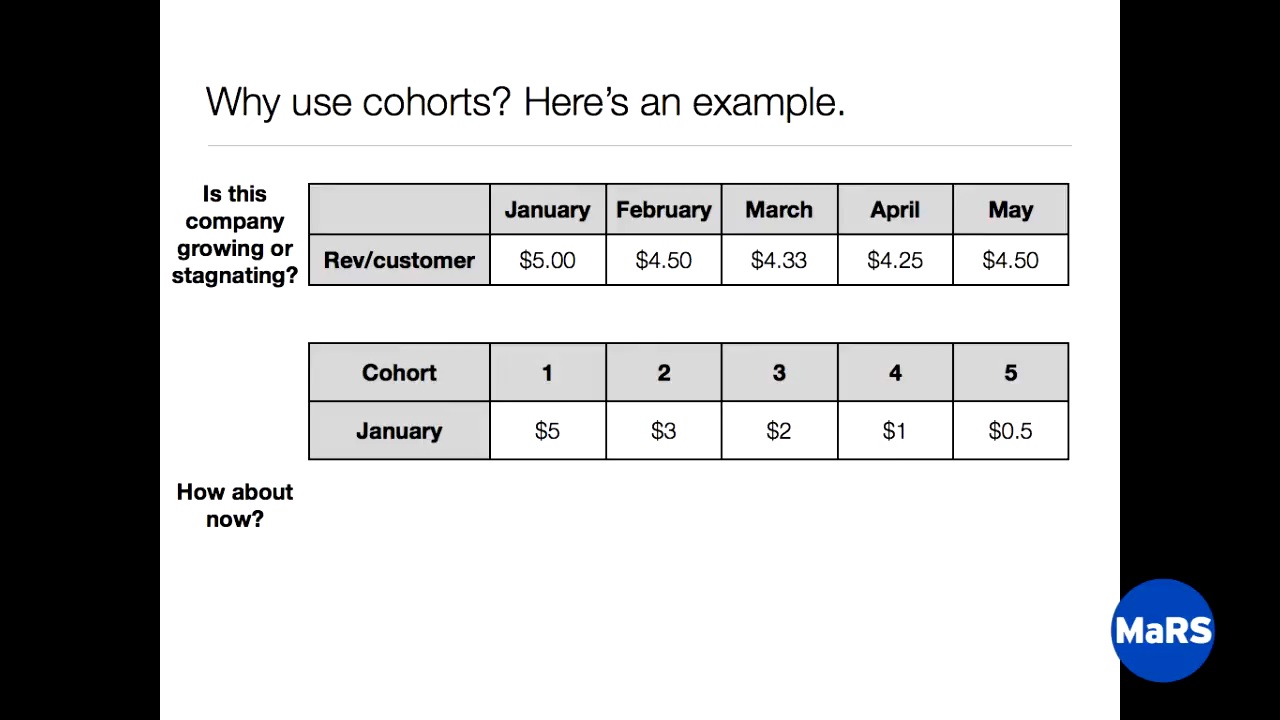 Why use cohorts? Here's an example.
Is this
company
growing or
stagnating?
January February March April May
Rev/customer $5.00 $4.50 $4.33 $4.25 $4.50
Cohort 1 2 3 4 5
January $5 $3 $2 $1 $0.5
How about
now?
MaRS